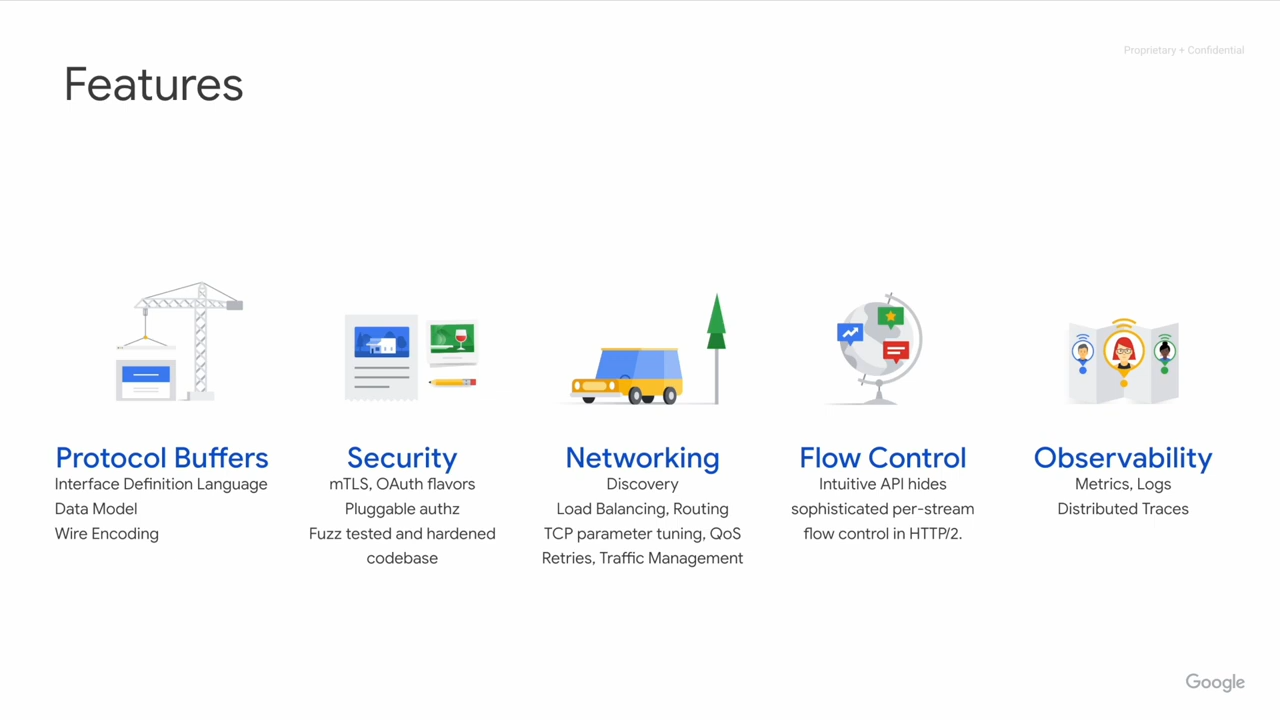 Proprietary + Confidential
Features
Protocol Buffers
Interface Definition Language
Data Model
Wire Encoding
Security
mTLS, OAuth flavors
Pluggable authz
Fuzz tested and hardened
codebase
Networking
Discovery
Load Balancing, Routing
TCP parameter tuning, QoS
Retries, Traffic Management
Flow Control
Intuitive API hides
sophisticated per-stream
flow control in HTTP/2.
Observability
Metrics, Logs
Distributed Traces
Google